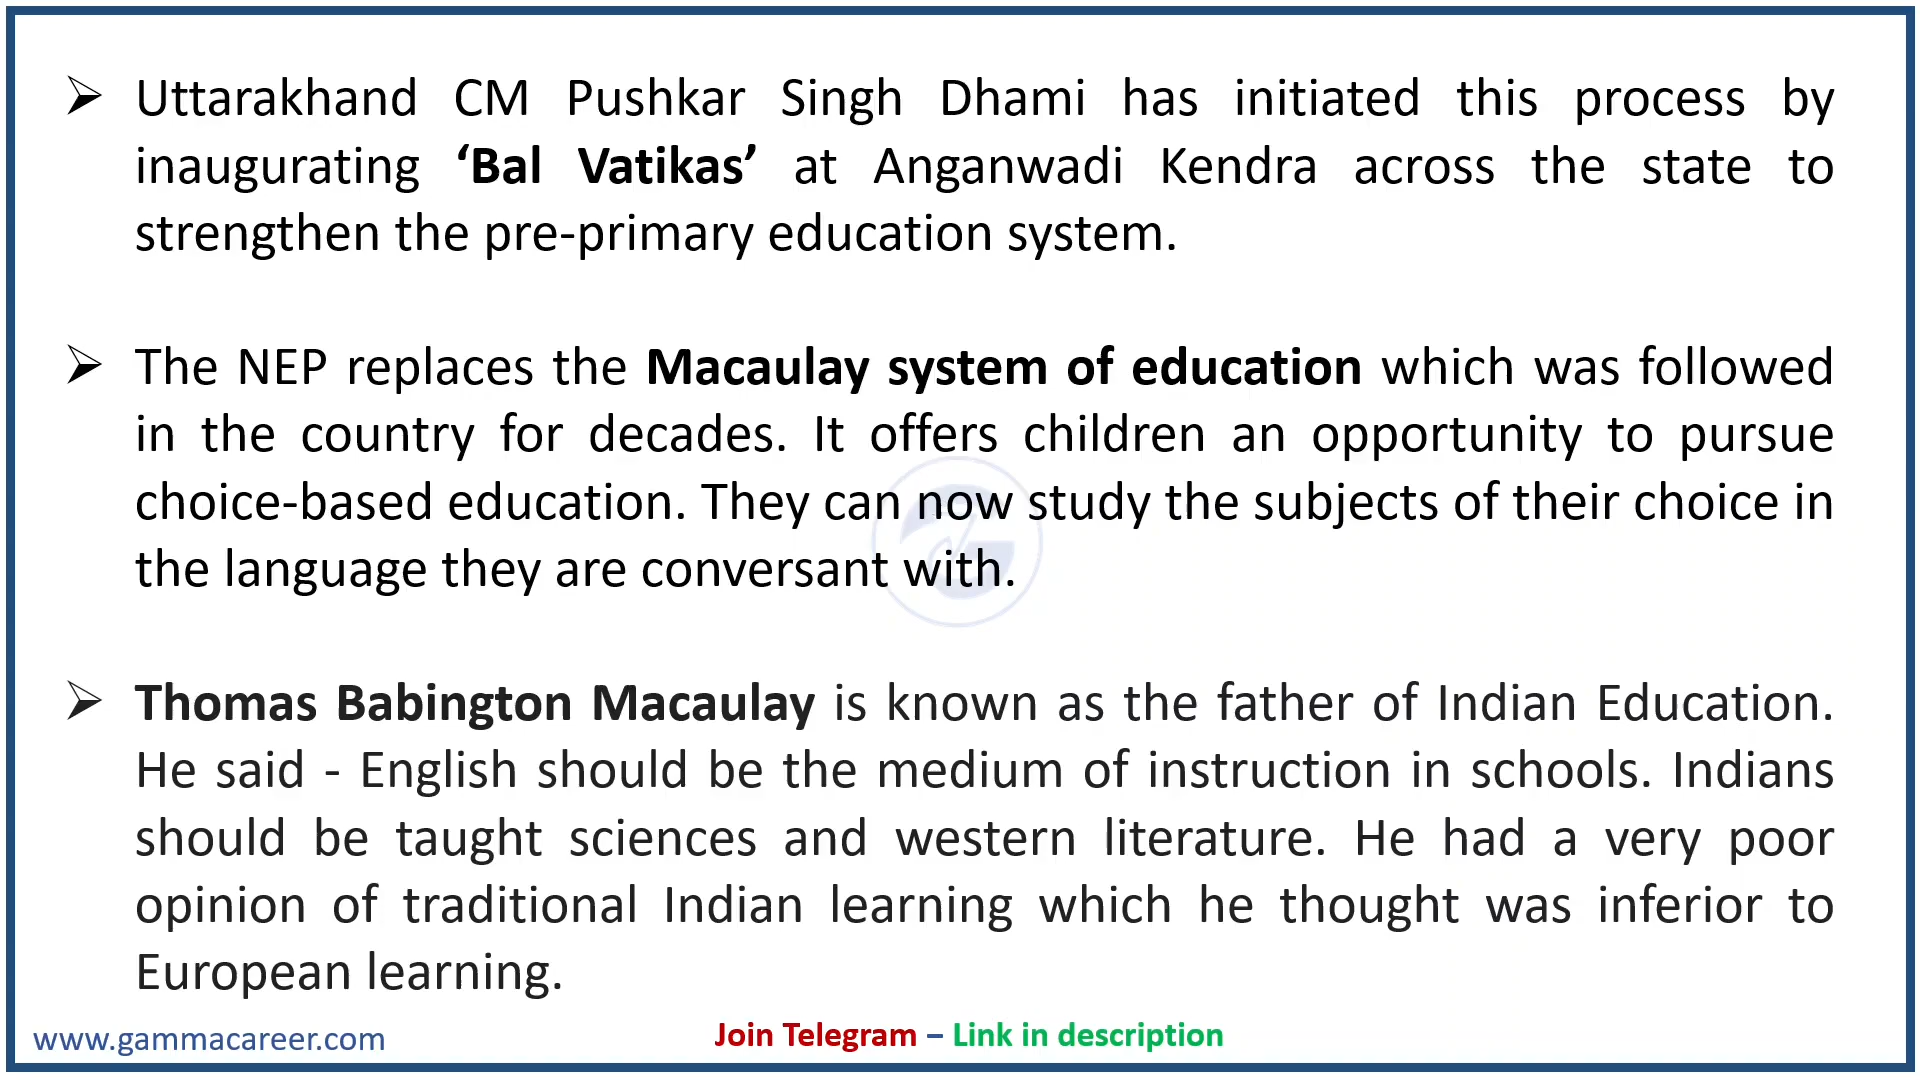 ➢ Uttarakhand CM Pushkar Singh Dhami has initiated this process by
inaugurating ‘Bal Vatikas’ at Anganwadi Kendra across the state to
strengthen the pre-primary education system.
➢ The NEP replaces the Macaulay system of education which was followed
in the country for decades. It offers children an opportunity to pursue
choice-based education. They can now study the subjects of their choice in
the language they are conversant with.
➢ Thomas Babington Macaulay is known as the father of Indian Education.
He said - English should be the medium of instruction in schools. Indians
should be taught sciences and western literature. He had a very poor
opinion of traditional Indian learning which he thought was inferior to
European learning.
www.gammacareer.com
Join Telegram – Link in description